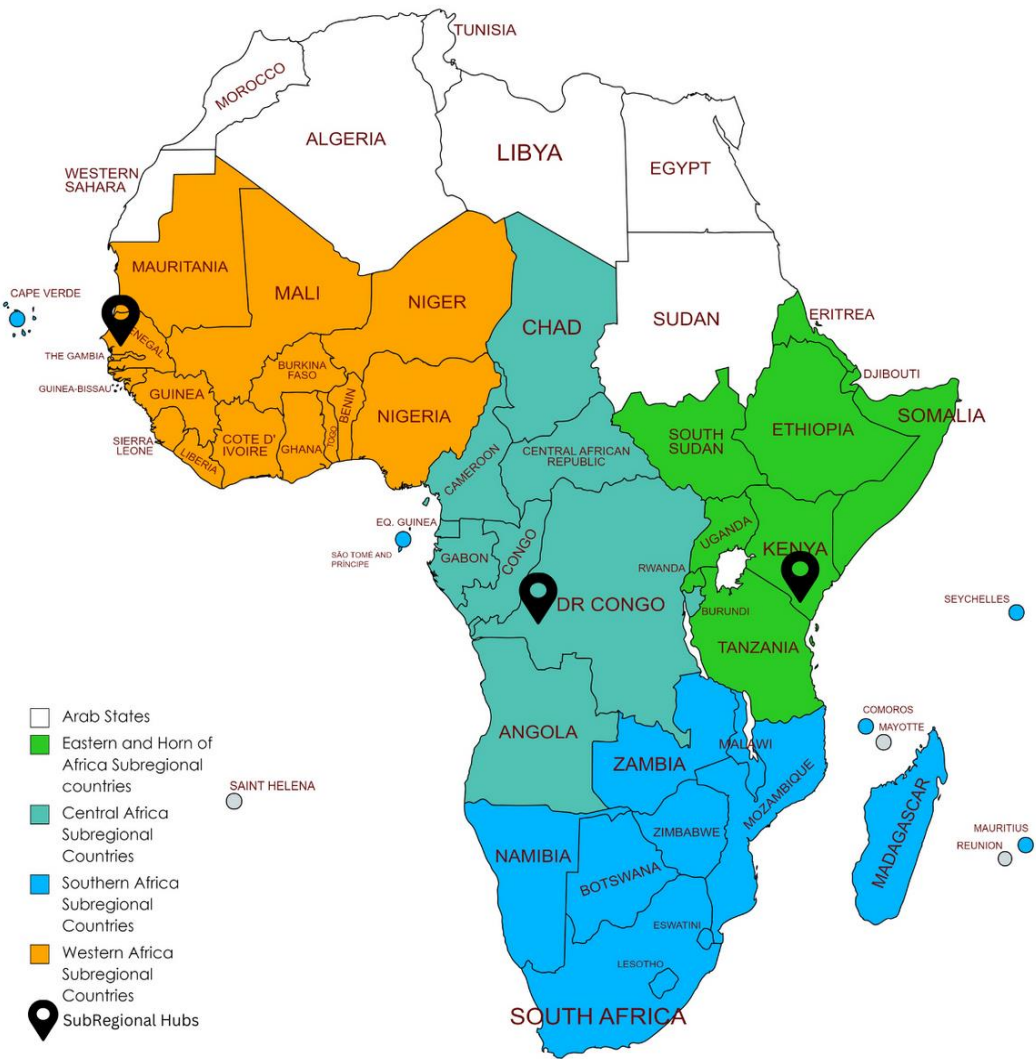 TUNISIA
MOROCCO
ALGERIA
LIBYA
EGYPT
WESTERN
SAHARA
MAURITANIA
MALI
NIGER
CHAD
SUDAN
ERITREA
CAPE VERDE
THE GAMBIA
GUINEA-BISSAU
GUINEA
BURKINA
FASO
BENIN
NIGERIA
DJIBOUTI
SOMALIA
ETHIOPIA
SOUTH
SUDAN
SIERRA
LEONE
LIBERIA
COTE D'
IVOIRE
GHANA
TOGO
CAMEROON
CENTRAL AFRICAN
REPUBLIC
EQ. GUINEA
SÃO TOMÉ AND
PRÍNCIPE
GABON
CONGO
UGANDA
KENYA
RWANDA
DR CONGO
BURUNDI
TANZANIA
SEYCHELLES
ANGOLA
ZAMBIA
MALAWI
MOZAMBIQUE
COMOROS
MAYOTTE
SAINT HELENA
NAMIBIA
ZIMBABWE
BOTSWANA
MADAGASCAR
MAURITIUS
REUNION
ESWATINI
LESOTHO
SOUTH AFRICA
Arab States
Eastern and Horn of
Africa Subregional
countries
Central Africa
Subregional
Countries
Southern Africa
Subregional
Countries
Western Africa
Subregional
Countries
SubRegional Hubs